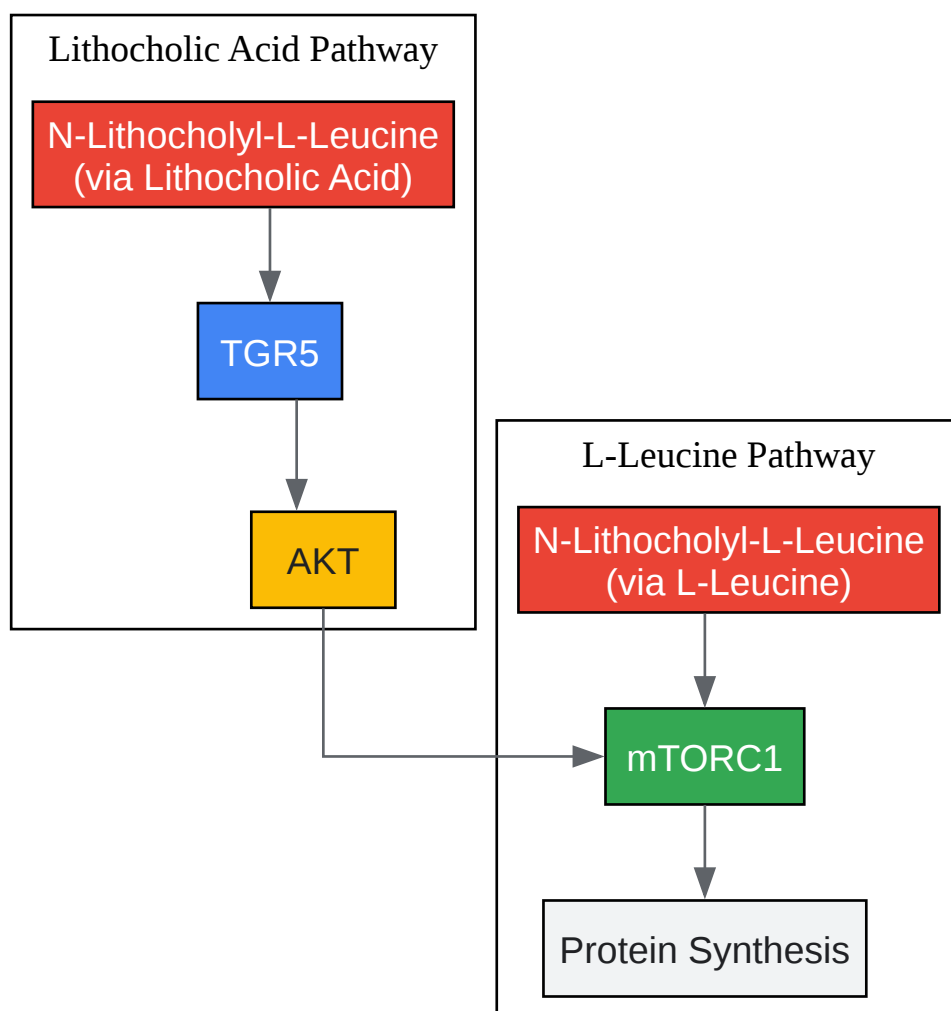 Lithocholic Acid Pathway
N-Lithocholyl-L-Leucine
(via Lithocholic Acid)
TGR5
AKT
L-Leucine Pathway
N-Lithocholyl-L-Leucine
(via L-Leucine)
mTORC1
Protein Synthesis